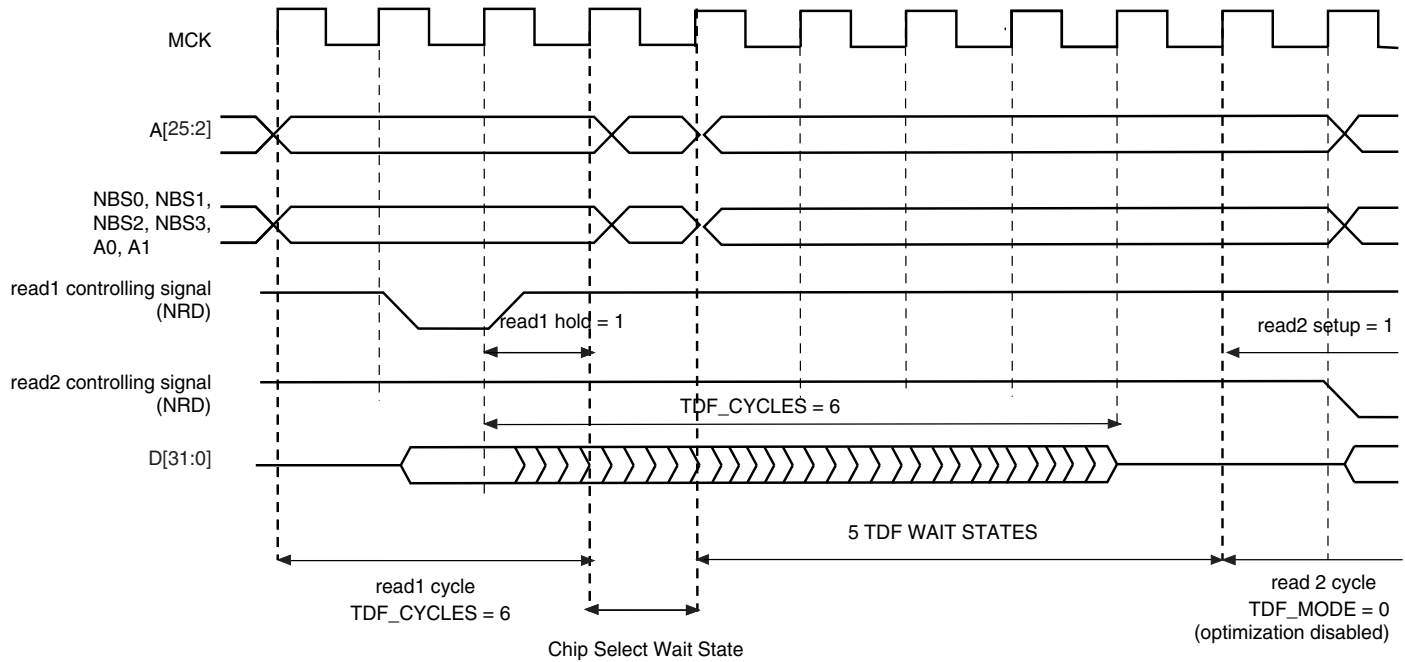 MCK
A[25:2]
NBS0, NBS1,
NBS2, NBS3,
A0, A1
read1 controlling signal
(NRD)
read1 hold = 1
read2 setup = 1
read2 controlling signal
(NRD)
TDF_CYCLES = 6
D[31:0]
5 TDF WAIT STATES
read1 cycle
TDF_CYCLES = 6
read 2 cycle
TDF_MODE = 0
(optimization disabled)
Chip Select Wait State